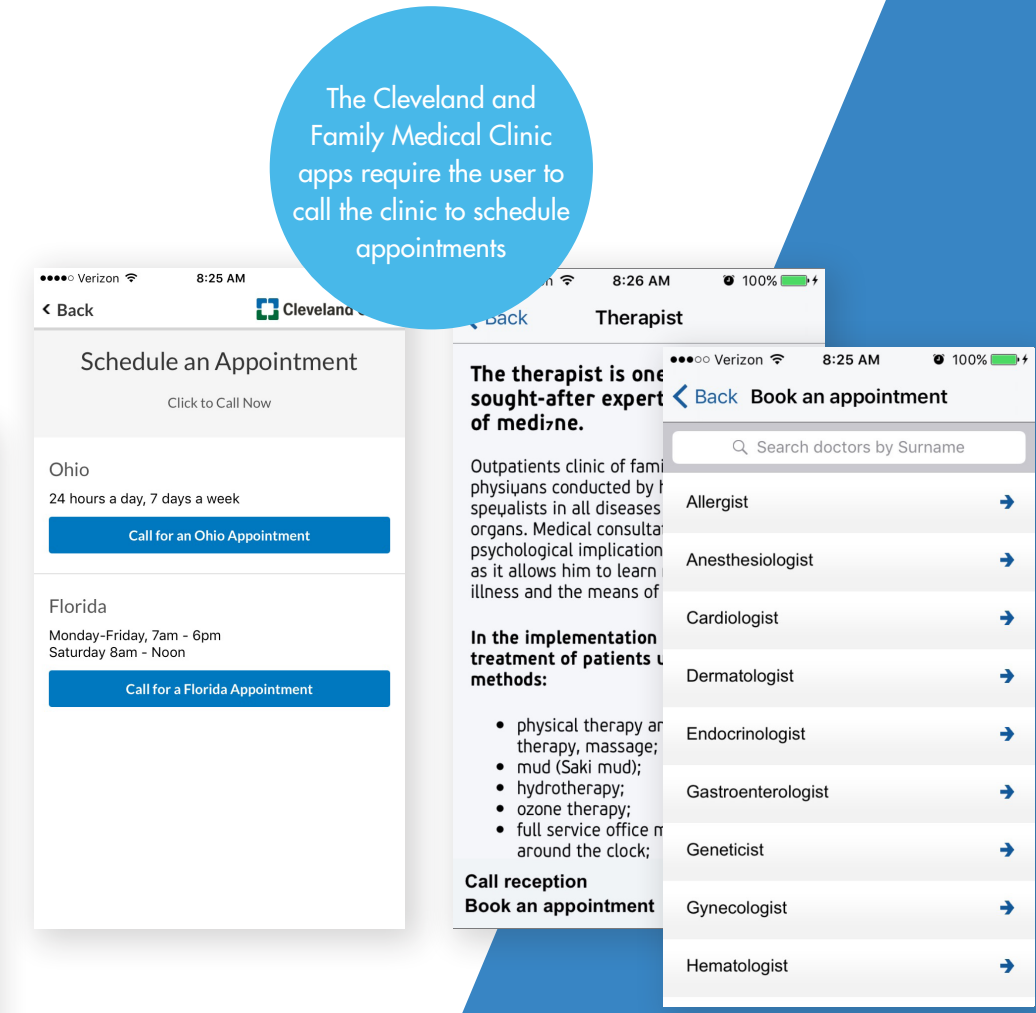 The Cleveland and
Family Medical Clinic
apps require the user to
call the clinic to schedule
appointments
Verizon 8:25 AM
Back Cleveland
Schedule an Appointment
Click to Call Now
Ohio
24 hours a day, 7 days a week
Call for an Ohio Appointment
Florida
Monday-Friday, 7am - 6pm
Saturday 8am - Noon
Call for a Florida Appointment
8:26 AM 100%
Back Therapist
The therapist is one
sought-after expert
of medi7ne.
Outpatients clinic of fami
physiyans conducted by h
speyalists in all diseases
organs. Medical consulta
psychological implication
as it allows him to learn
illness and the means of
In the implementation
treatment of patients u
methods:
• physical therapy an
therapy, massage;
• mud (Saki mud);
• hydrotherapy;
• ozone therapy;
• full service office m
around the clock;
Call reception
Book an appointment
Verizon 8:25 AM 100%
Back Book an appointment
Search doctors by Surname
Allergist
Anesthesiologist
Cardiologist
Dermatologist
Endocrinologist
Gastroenterologist
Geneticist
Gynecologist
Hematologist